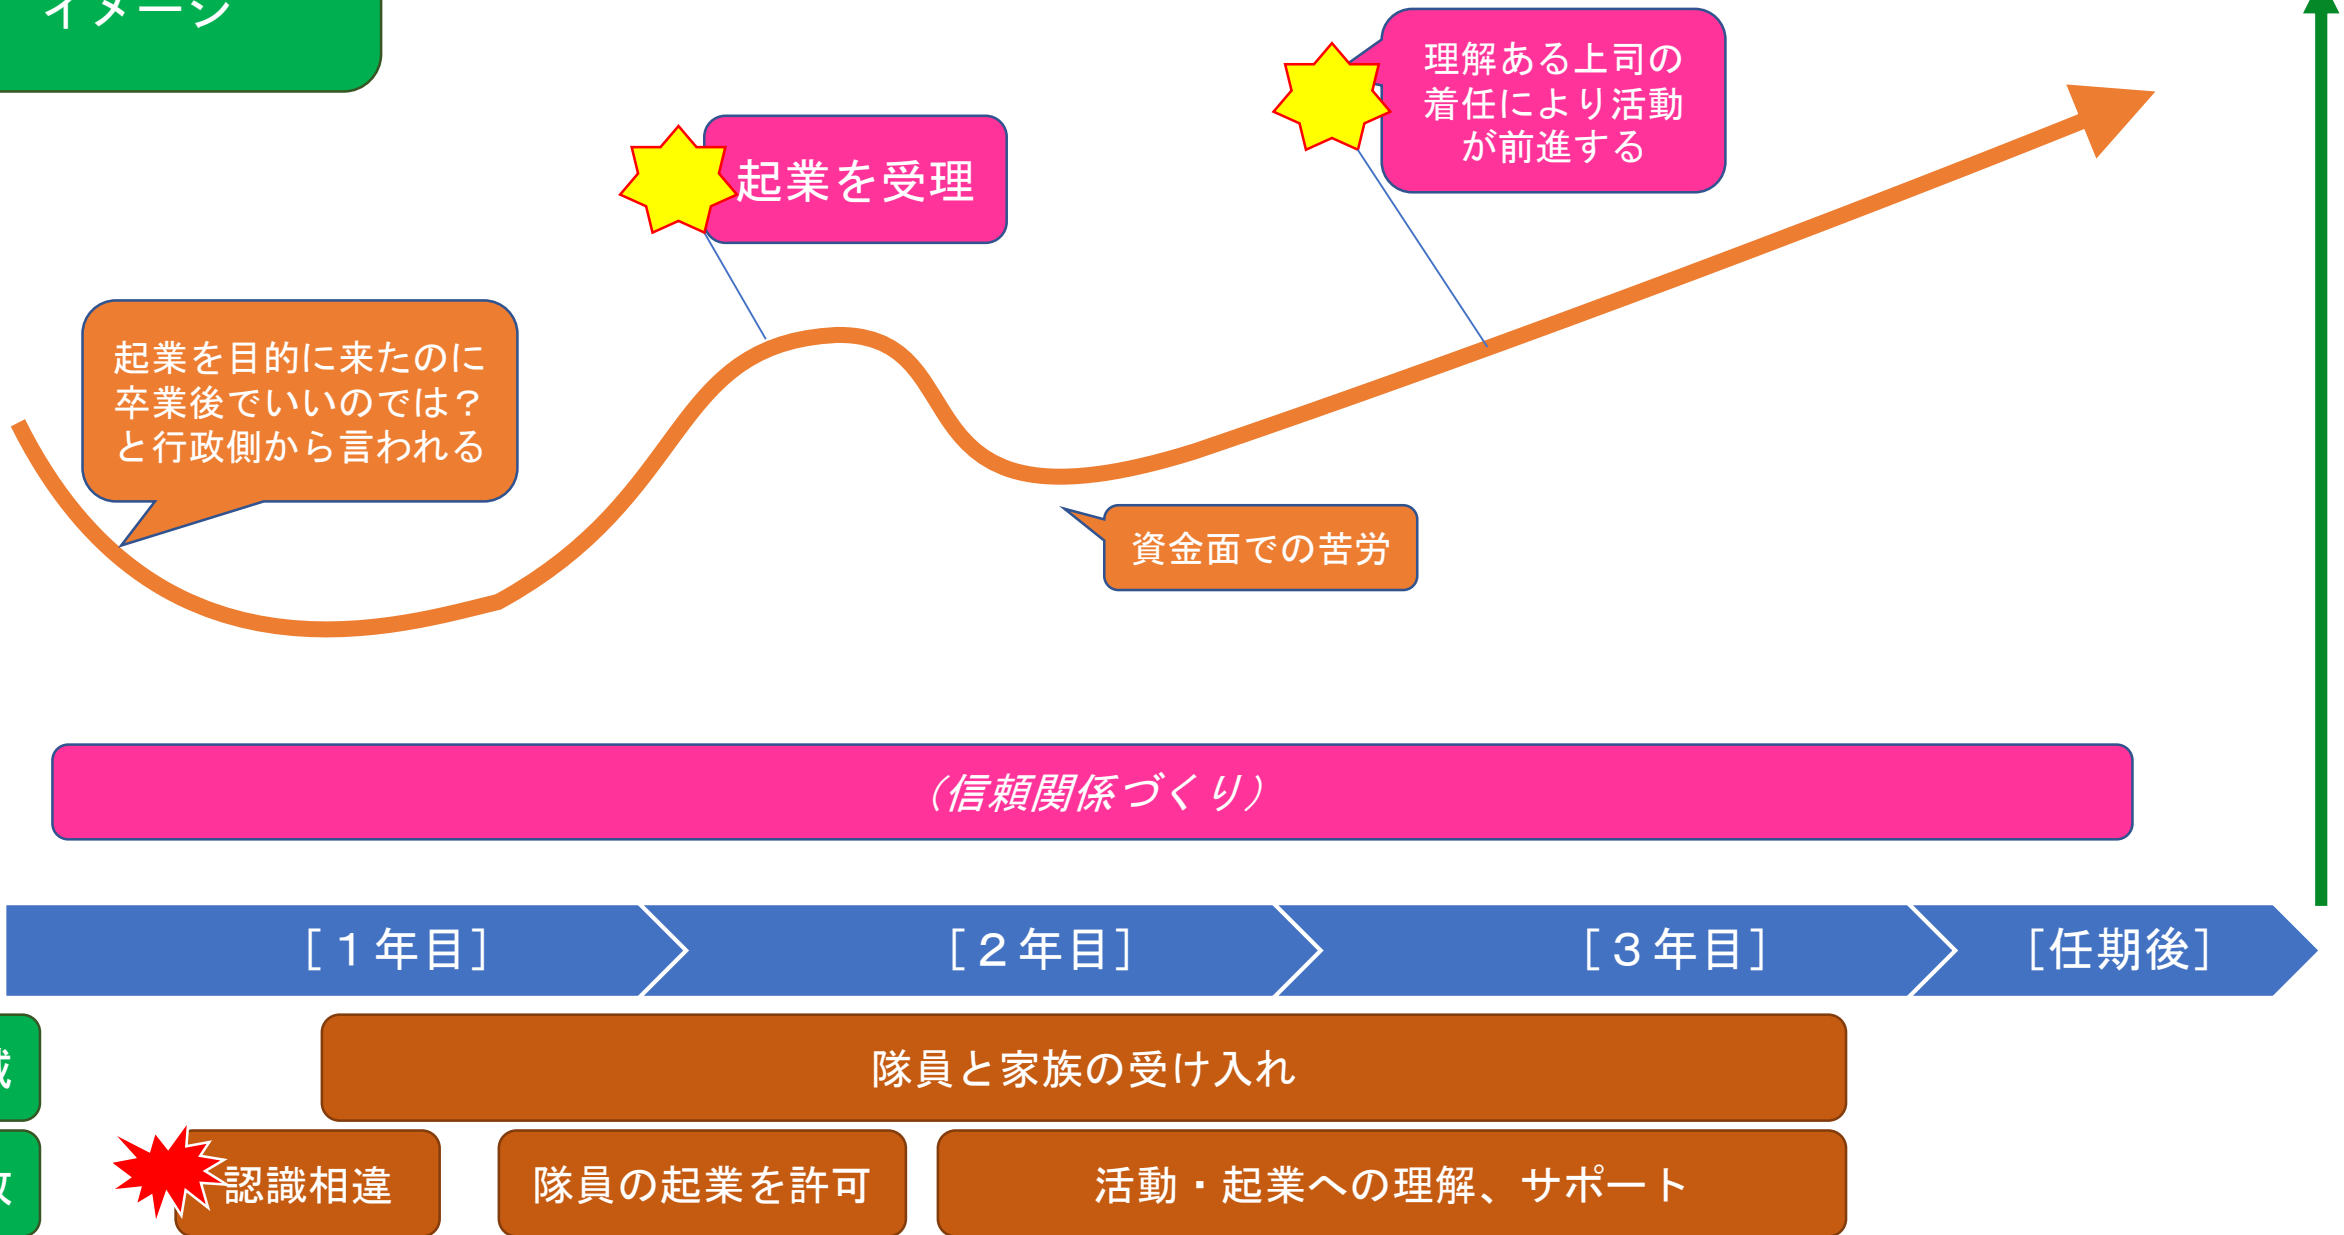 イメージ
理解ある上司の
着任により活動
が前進する
起業を受理
起業を目的に来たのに
卒業後でいいのでは？
と行政側から言われる
資金面での苦労
（信頼関係づくり）
［１年目］
［２年目］
［３年目］
［任期後］
隊員と家族の受け入れ
認識相違
隊員の起業を許可
活動・起業への理解、サポート